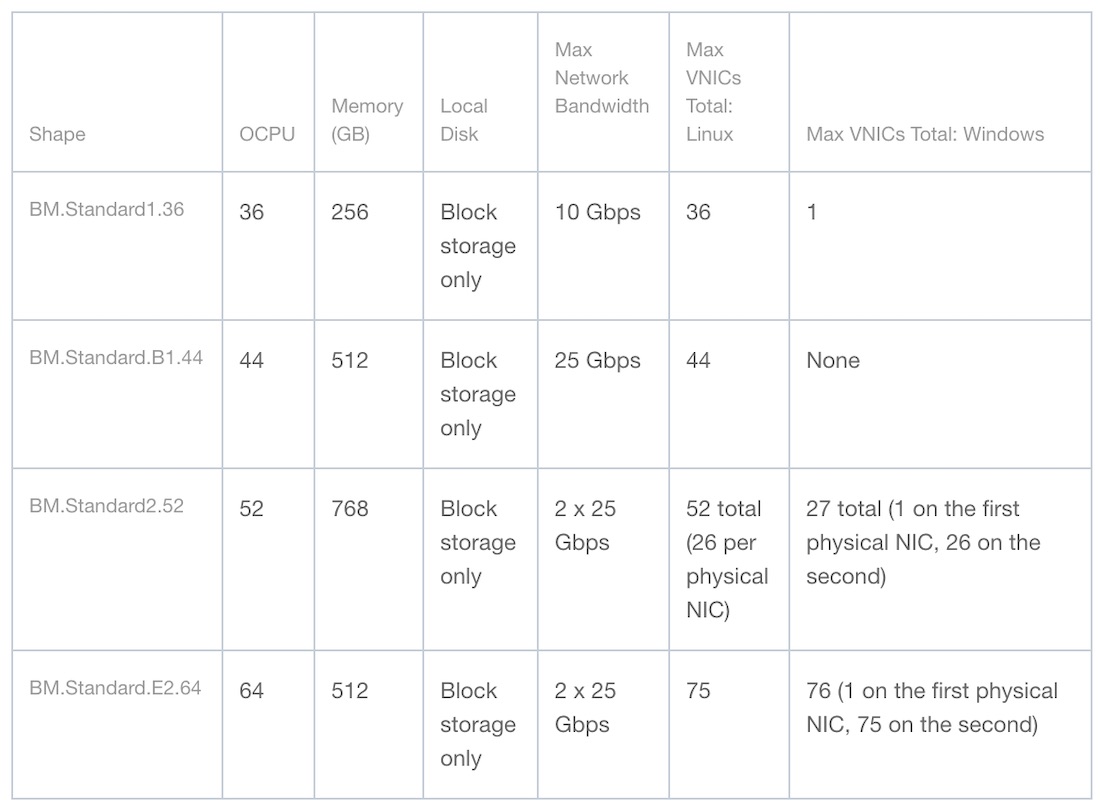 Shape
OCPU
Memory
(GB)
Local
Disk
Max
Network
Bandwidth
Max
VNICs
Total:
Linux
Max VNICs Total: Windows
BM.Standard1.36
36
256
Block
storage
only
10 Gbps
36
1
BM.Standard.B1.44
44
512
Block
storage
only
25 Gbps
44
None
BM.Standard2.52
52
768
Block
storage
only
2 x 25
Gbps
52 total
(26 per
physical
NIC)
27 total (1 on the first
physical NIC, 26 on the
second)
BM.Standard.E2.64
64
512
Block
storage
only
2 x 25
Gbps
75
76 (1 on the first physical
NIC, 75 on the second)